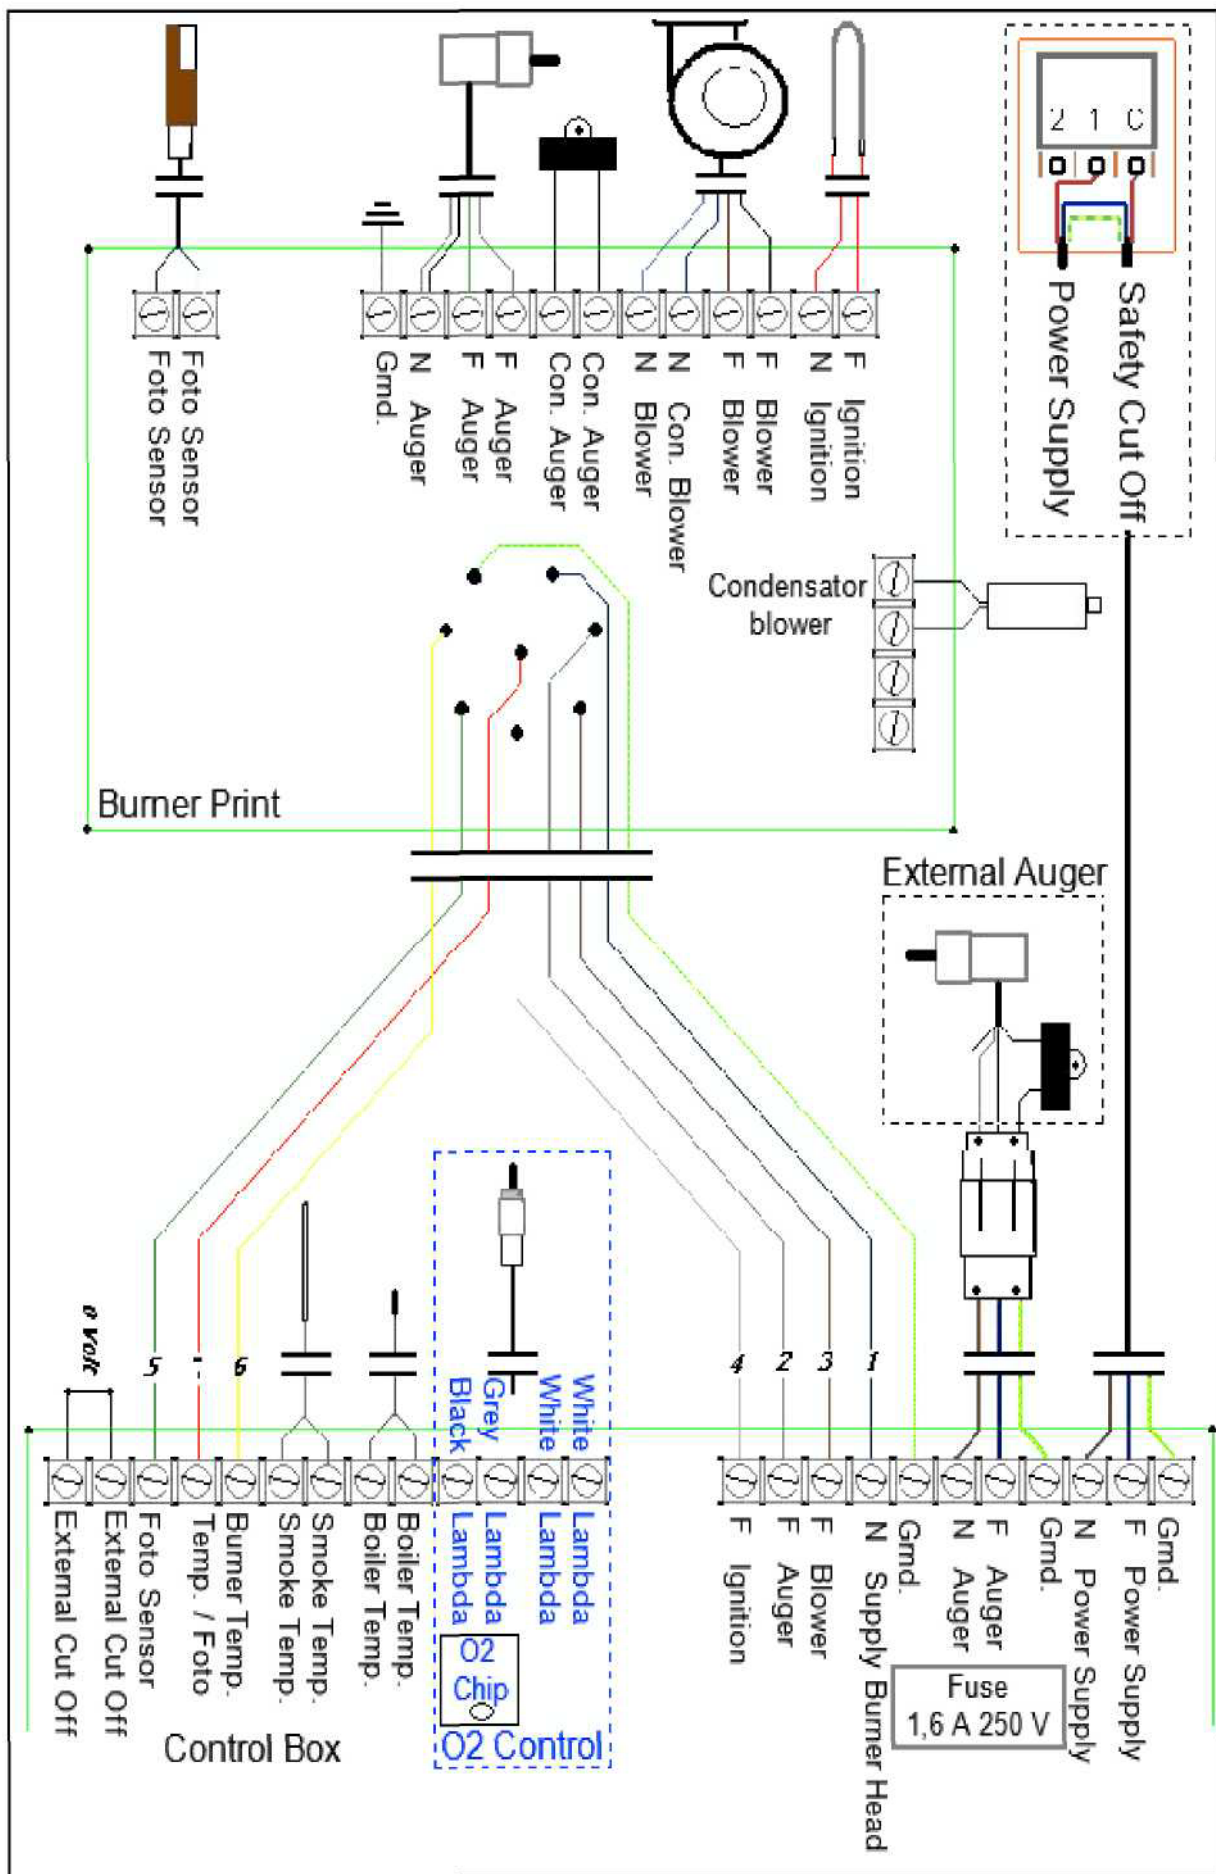 2 1 C
Power Supply
Safety Cut Off
Foto Sensor
Foto Sensor
Grnd.
N Auger
F Auger
F Auger
Con. Auger
Con. Auger
N Blower
N Con. Blower
F Blower
F Blower
N Ignition
F Ignition
Condensator
blower
Burner Print
External Auger
0 Volt
5
-
6
4
2
3
1
Black
Grey
White
White
External Cut Off
External Cut Off
Foto Sensor
Temp. / Foto
Burner Temp.
Smoke Temp.
Smoke Temp.
Boiler Temp.
Boiler Temp.
Lambda
Lambda
Lambda
Lambda
F Ignition
F Auger
F Blower
N Supply Burner Head
Grnd.
N Auger
F Auger
Grnd.
N Power Supply
F Power Supply
Grnd.
O2
Chip
O2 Control
Control Box
Fuse
1,6 A 250 V